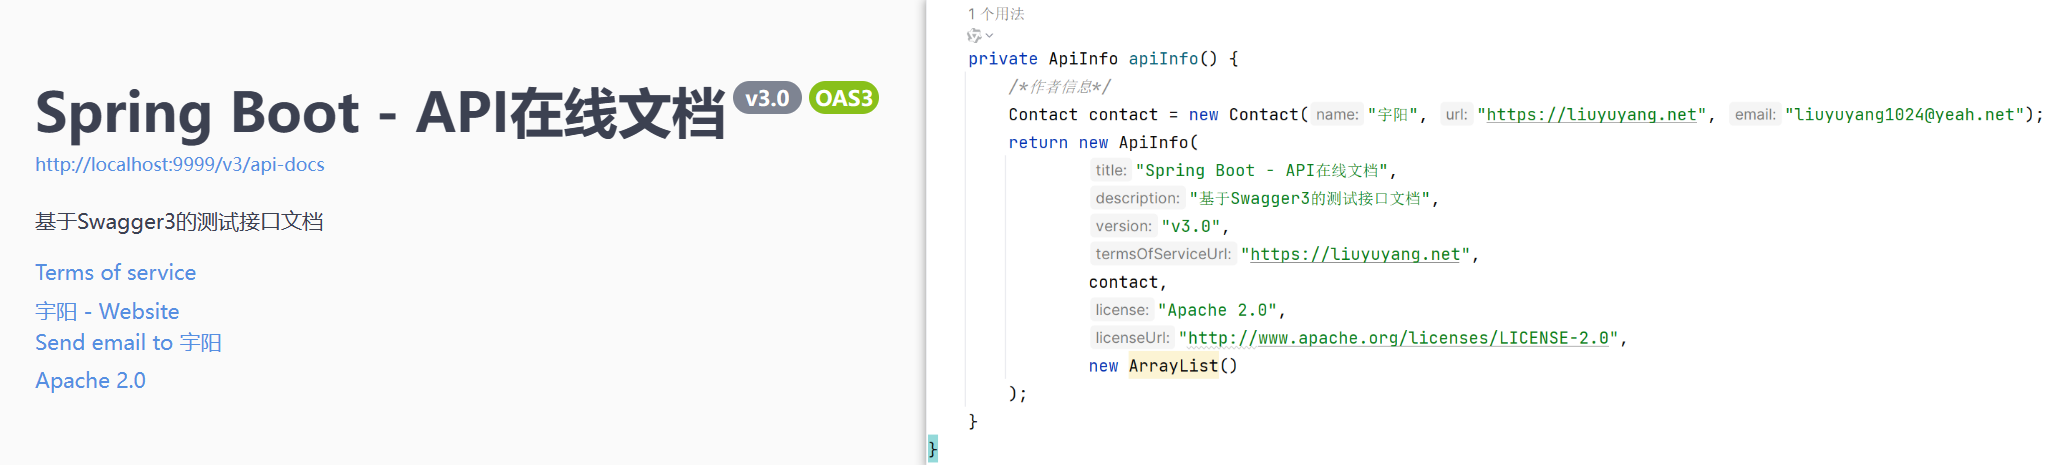 Spring Boot - API在线文档 v3.0 OAS3
http://localhost:9999/v3/api-docs
基于Swagger3的测试接口文档
Terms of service
宇阳 - Website
Send email to 宇阳
Apache 2.0
1 个用法
private ApiInfo apiInfo() {
/*作者信息*/
Contact contact = new Contact( name: "宇阳", url: "https://liuyuyang.net", email: "liuyuyang1024@yeah.net");
return new ApiInfo(
title: "Spring Boot - API在线文档",
description: "基于Swagger3的测试接口文档",
version: "v3.0",
termsOfServiceUrl: "https://liuyuyang.net",
contact,
license: "Apache 2.0",
licenseUrl: "http://www.apache.org/licenses/LICENSE-2.0",
new ArrayList()
);
}
}